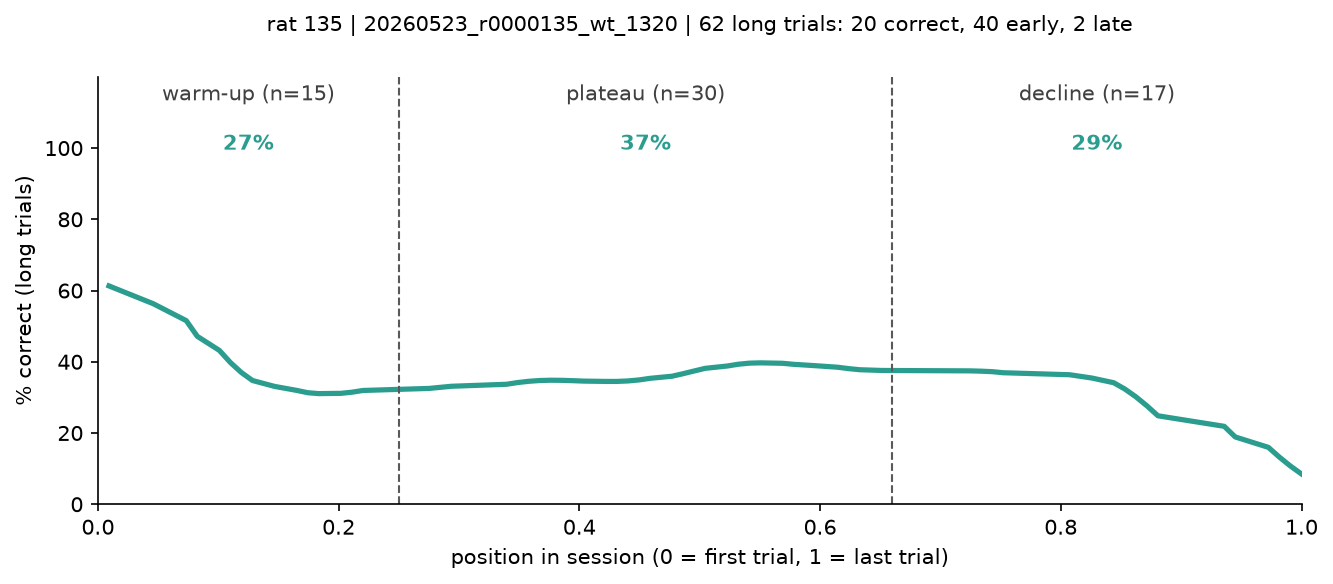 rat 135 | 20260523_r0000135_wt_1320 | 62 long trials: 20 correct, 40 early, 2 late
warm-up (n=15)
plateau (n=30)
decline (n=17)
27%
37%
29%
% correct (long trials)
100
80
60
40
20
0
0.0
0.2
0.4
0.6
0.8
1.0
position in session (0 = first trial, 1 = last trial)